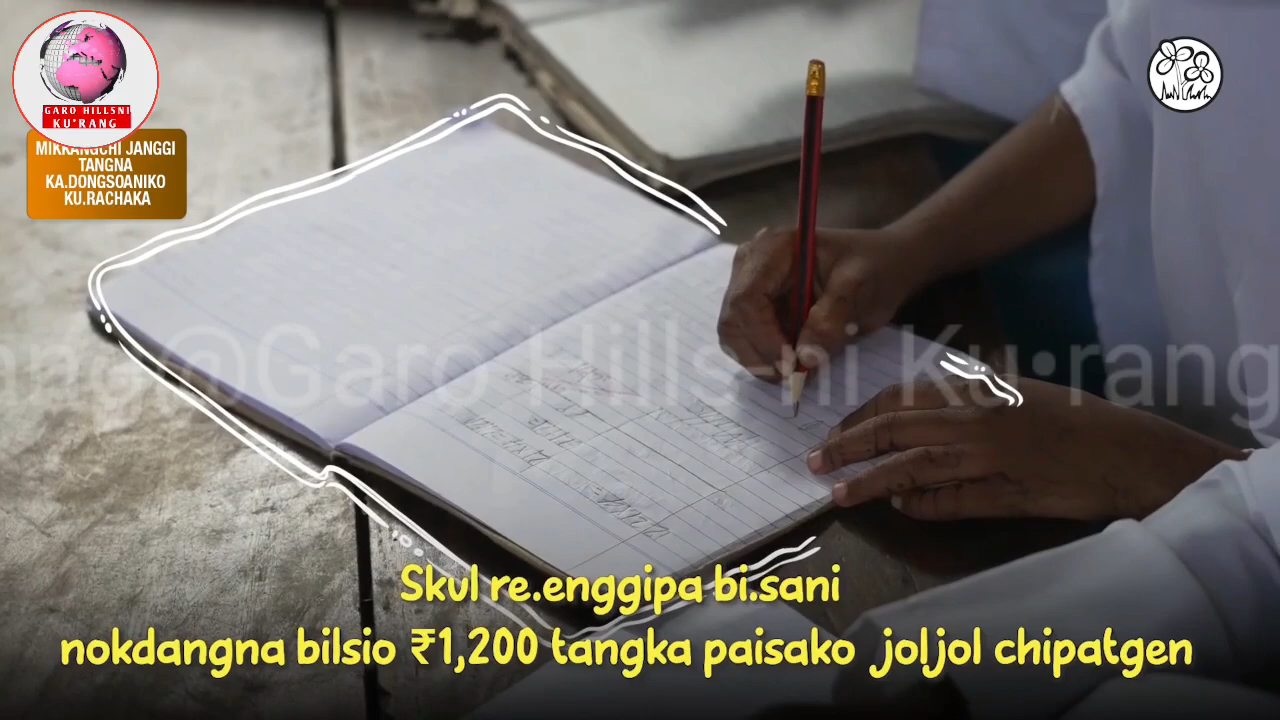 GARO HILLSNI
KU'RANG
MIKRANGCHI JANGGI
TANGNA
KA.DONGSOANIKO
KU.RACHAKA
ang @Garo Hills-ni Ku•rang
Skul re.enggipa bi.sani
nokdangna bilsio ₹1,200 tangka paisako joljol chipatgen